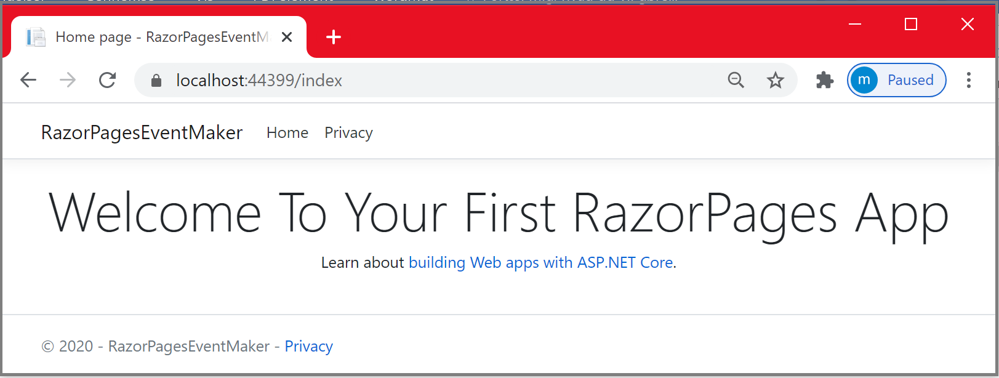 Home page - RazorPagesEventM
localhost:44399/index
m Paused
RazorPagesEventMaker Home Privacy
Welcome To Your First RazorPages App
Learn about building Web apps with ASP.NET Core.
© 2020 - RazorPagesEventMaker - Privacy